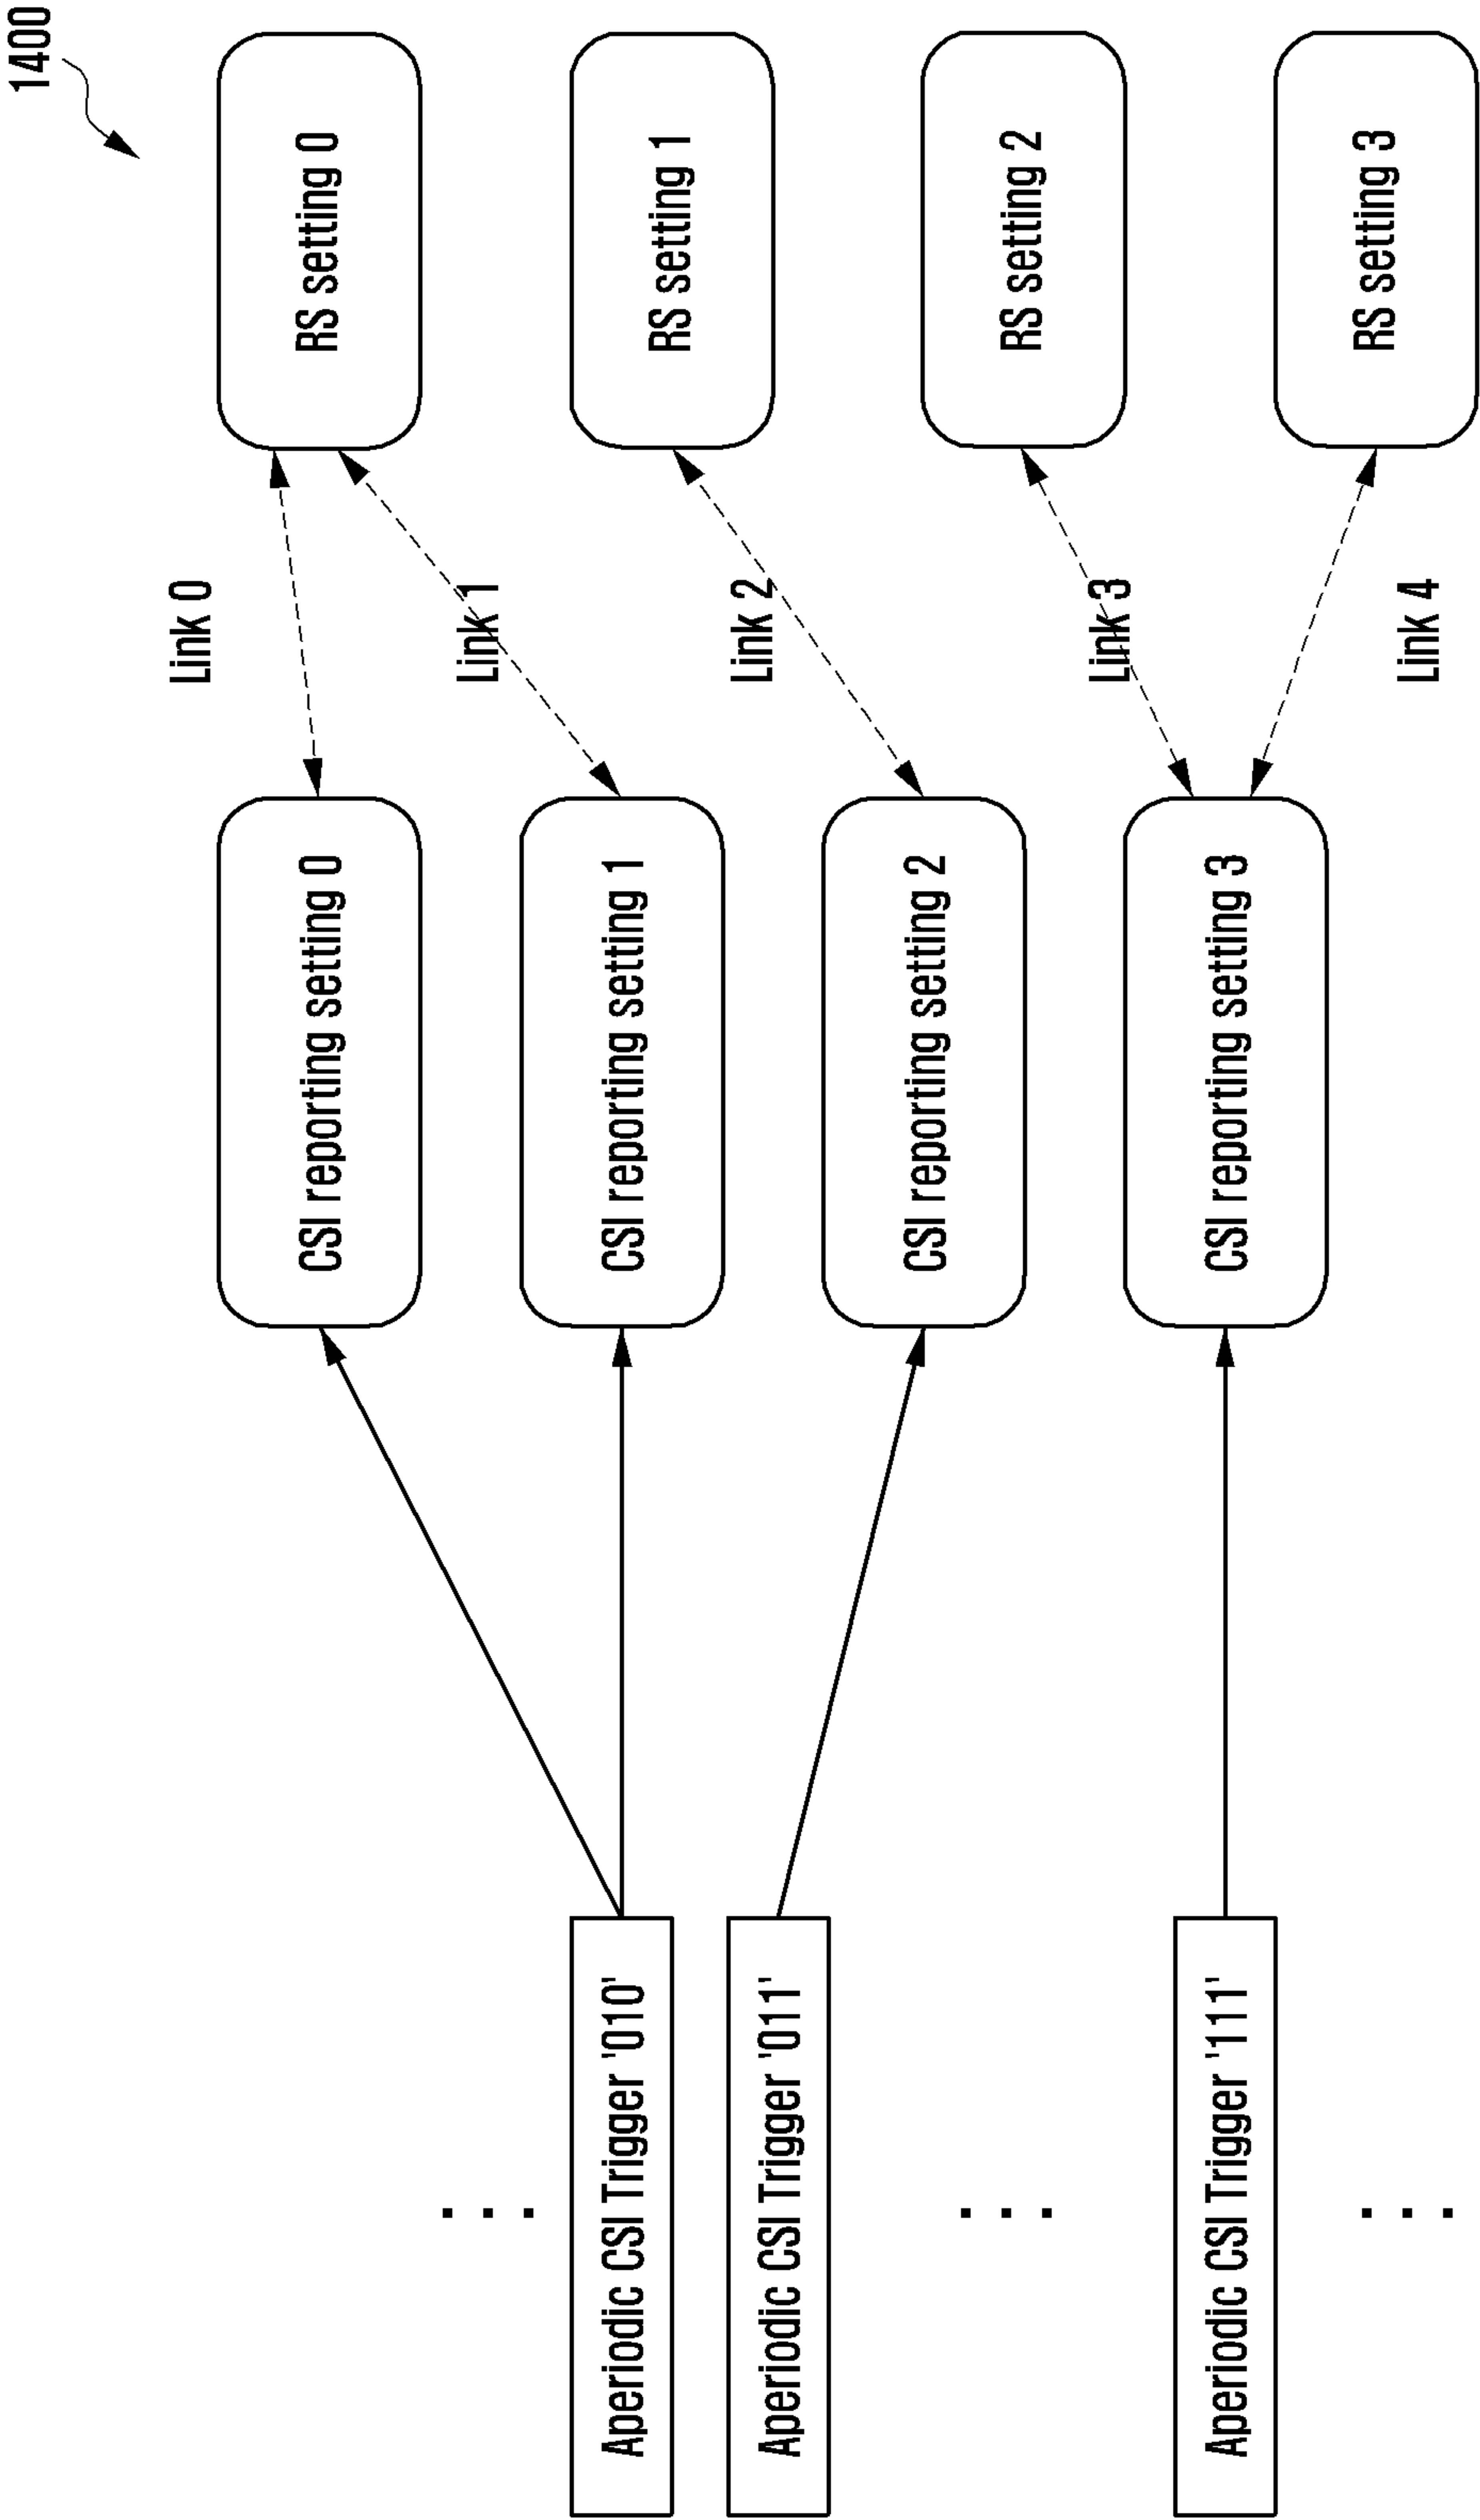 1400
Aperiodic CSI Trigger '010'
Aperiodic CSI Trigger '011'
Aperiodic CSI Trigger '111'
CSI reporting setting 0
CSI reporting setting 1
CSI reporting setting 2
CSI reporting setting 3
Link 0
Link 1
Link 2
Link 3
Link 4
RS setting 0
RS setting 1
RS setting 2
RS setting 3